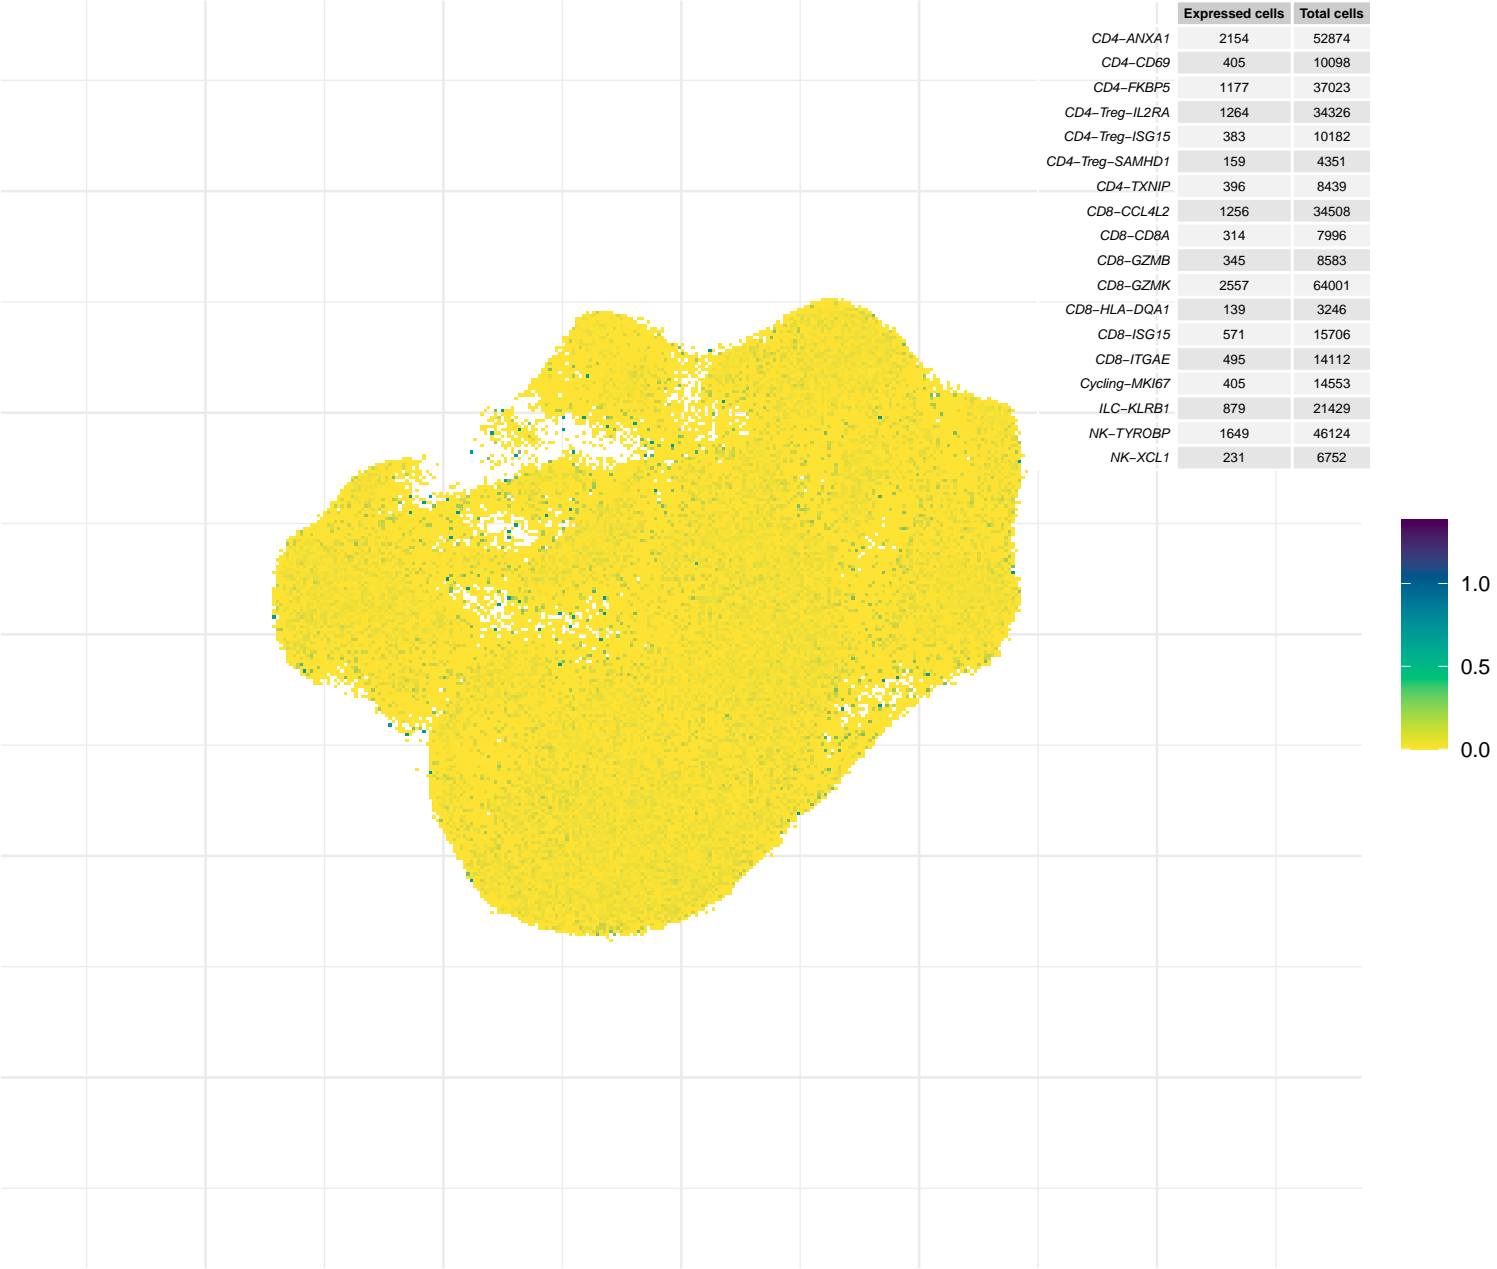 Expressed cells Total cells
CD4−ANXA1 2154 52874
CD4−CD69 405 10098
CD4−FKBP5 1177 37023
CD4−Treg−IL2RA 1264 34326
CD4−Treg−ISG15 383 10182
CD4−Treg−SAMHD1 159 4351
CD4−TXNIP 396 8439
CD8−CCL4L2 1256 34508
CD8−CD8A 314 7996
CD8−GZMB 345 8583
CD8−GZMK 2557 64001
CD8−HLA−DQA1 139 3246
CD8−ISG15 571 15706
CD8−ITGAE 495 14112
Cycling−MKI67 405 14553
ILC−KLRB1 879 21429
NK−TYROBP 1649 46124
NK−XCL1 231 6752
1.0
0.5
0.0